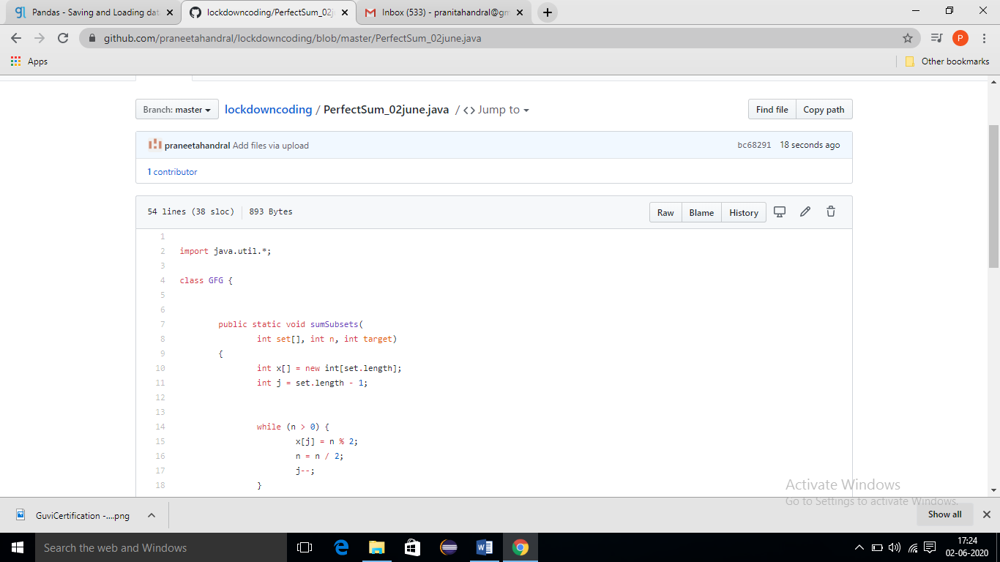 Pandas - Saving and Loading dat
lockdowncoding/PerfectSum_02j
Inbox (533) - pranitahandral@gm
github.com/praneetahandral/lockdowncoding/blob/master/PerfectSum_02june.java
P
Apps
Other bookmarks
Branch: master
lockdowncoding / PerfectSum_02june.java / <> Jump to
Find file
Copy path
praneetahandral Add files via upload
bc68291 18 seconds ago
1 contributor
54 lines (38 sloc) 893 Bytes
Raw
Blame
History
1
2 import java.util.*;
3
4 class GFG {
5
6
7 public static void sumSubsets(
8 int set[], int n, int target)
9 {
10 int x[] = new int[set.length];
11 int j = set.length - 1;
12
13
14 while (n > 0) {
15 x[j] = n % 2;
16 n = n / 2;
17 j--;
18 }
Activate Windows
Go to Settings to activate Windows.
GuviCertification -....png
Show all
Search the web and Windows
17:24
02-06-2020